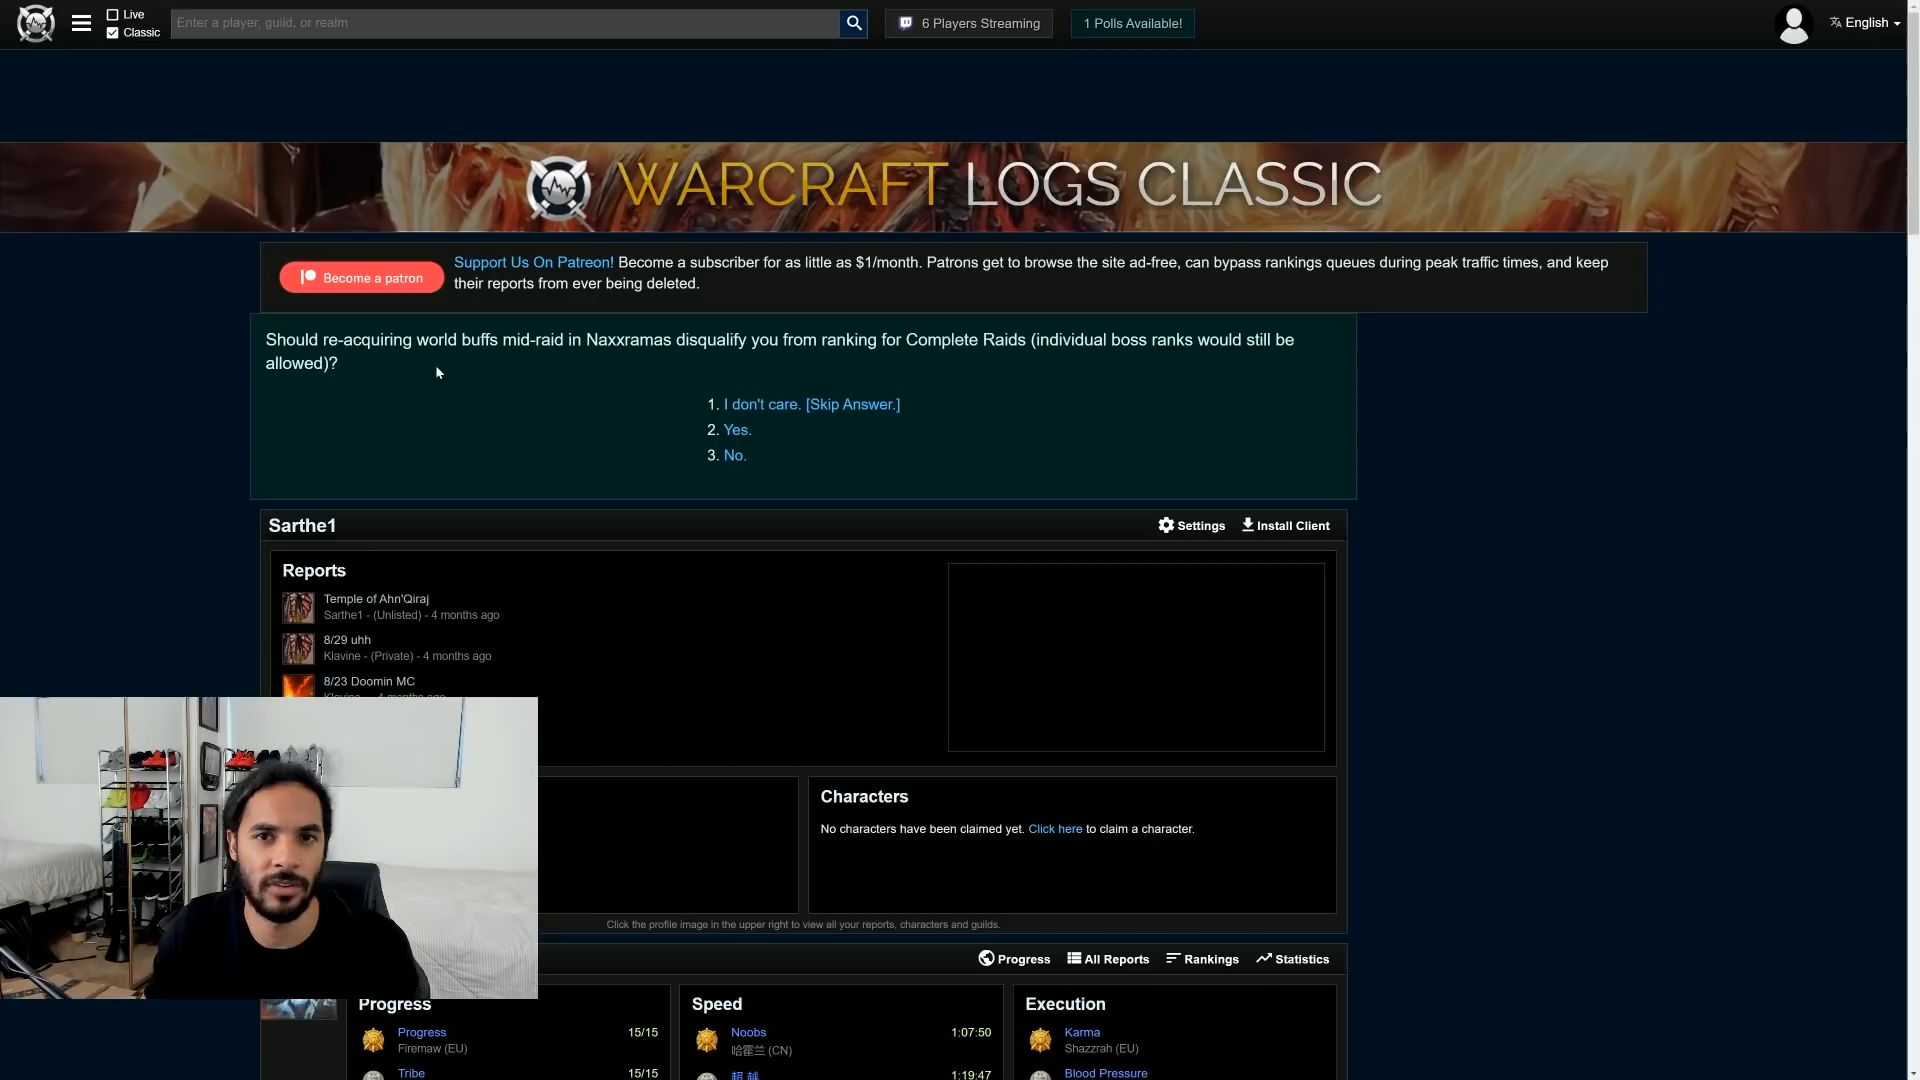 Live
Classic
Enter a player, guild, or realm
6 Players Streaming
1 Polls Available!
English
WARCRAFT LOGS CLASSIC
Become a patron
Support Us On Patreon! Become a subscriber for as little as $1/month. Patrons get to browse the site ad-free, can bypass rankings queues during peak traffic times, and keep
their reports from ever being deleted.
Should re-acquiring world buffs mid-raid in Naxxramas disqualify you from ranking for Complete Raids (individual boss ranks would still be
allowed)?
1. I don't care. [Skip Answer.]
2. Yes.
3. No.
Sarthe1
Settings
Install Client
Reports
Temple of Ahn'Qiraj
Sarthe1 - (Unlisted) - 4 months ago
8/29 uhh
Klavine - (Private) - 4 months ago
8/23 Doomin MC
Klavine - 4 months ago
Characters
No characters have been claimed yet. Click here to claim a character.
Click the profile image in the upper right to view all your reports, characters and guilds.
Progress
All Reports
Rankings
Statistics
Progress
Speed
Execution
Progress 15/15
Firemaw (EU)
Noobs 1:07:50
哈霍兰 (CN)
Karma
Shazzrah (EU)
Tribe 15/15
超越 1:19:47
Blood Pressure